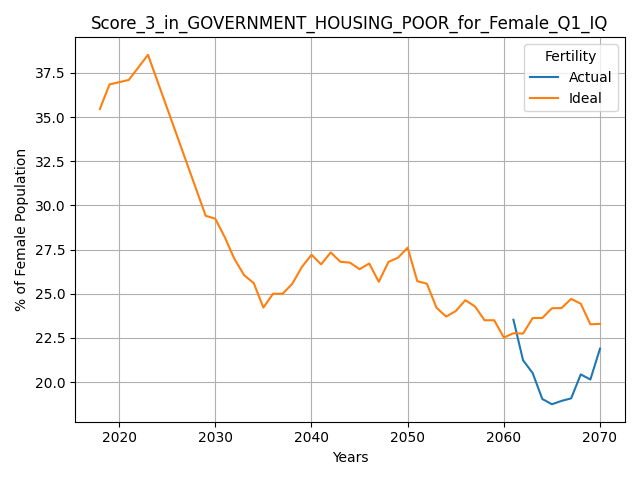 Score_3_in_GOVERNMENT_HOUSING_POOR_for_Female_Q1_IQ
Fertility
Actual
Ideal
% of Female Population
37.5
35.0
32.5
30.0
27.5
25.0
22.5
20.0
2020 2030 2040 2050 2060 2070
Years